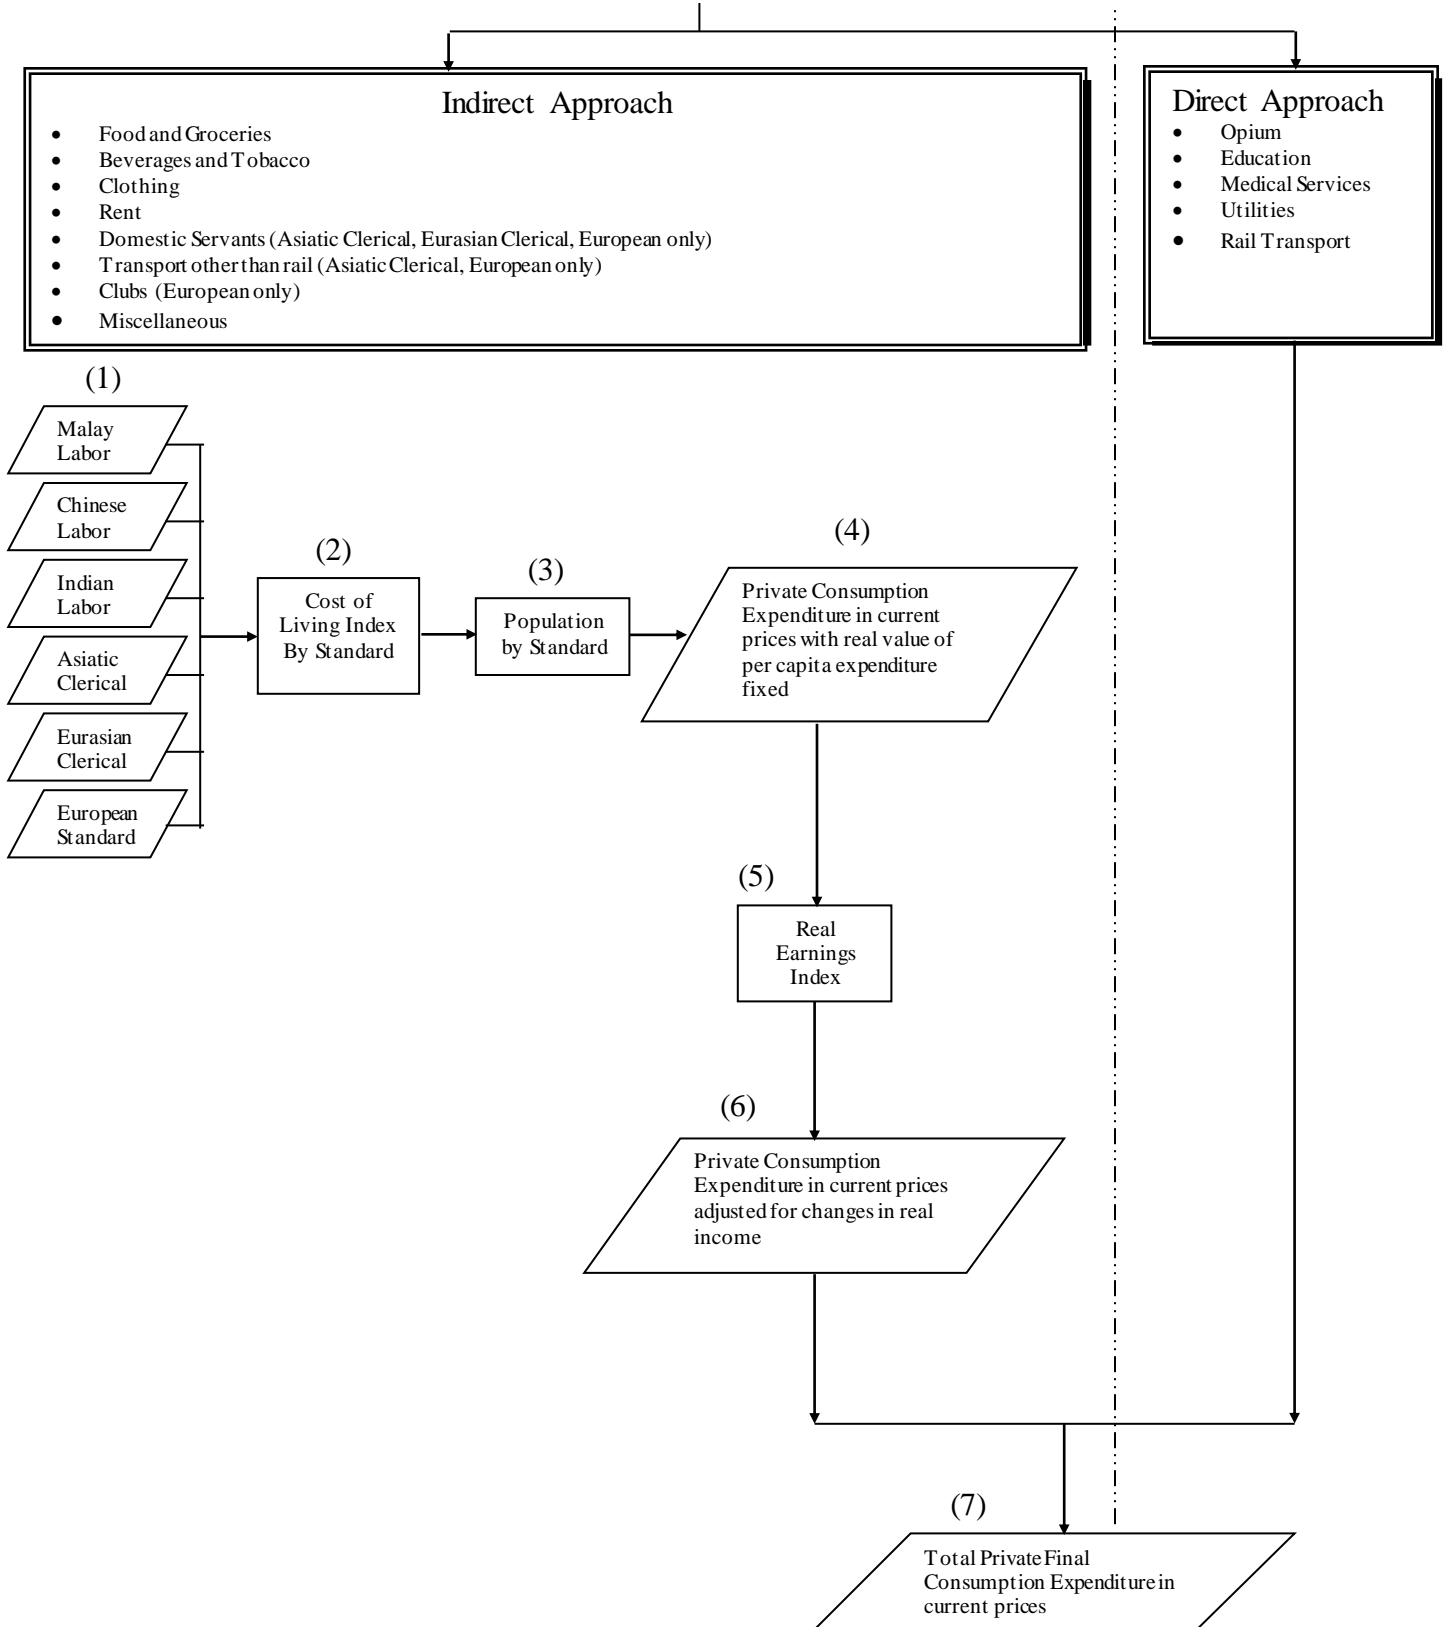 Indirect Approach
• Food and Groceries
• Beverages and Tobacco
• Clothing
• Rent
• Domestic Servants (Asiatic Clerical, Eurasian Clerical, European only)
• Transport other than rail (Asiatic Clerical, European only)
• Clubs (European only)
• Miscellaneous
Direct Approach
• Opium
• Education
• Medical Services
• Utilities
• Rail Transport
(1)
Malay
Labor
Chinese
Labor
Indian
Labor
Asiatic
Clerical
Eurasian
Clerical
European
Standard
(2)
Cost of
Living Index
By Standard
(3)
Population
by Standard
(4)
Private Consumption
Expenditure in current
prices with real value of
per capita expenditure
fixed
(5)
Real
Earnings
Index
(6)
Private Consumption
Expenditure in current prices
adjusted for changes in real
income
(7)
Total Private Final
Consumption Expenditure in
current prices